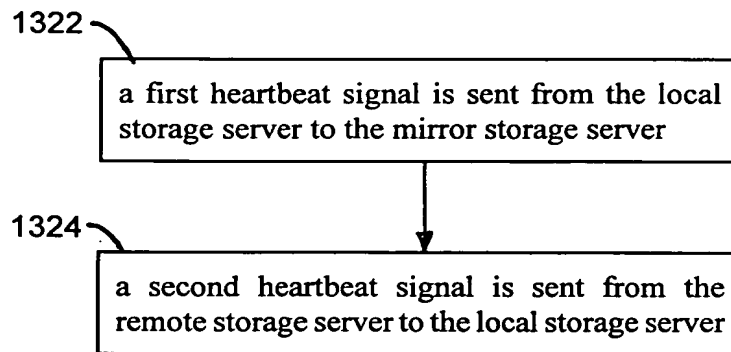 1322
a first heartbeat signal is sent from the local
storage server to the mirror storage server
1324
a second heartbeat signal is sent from the
remote storage server to the local storage server